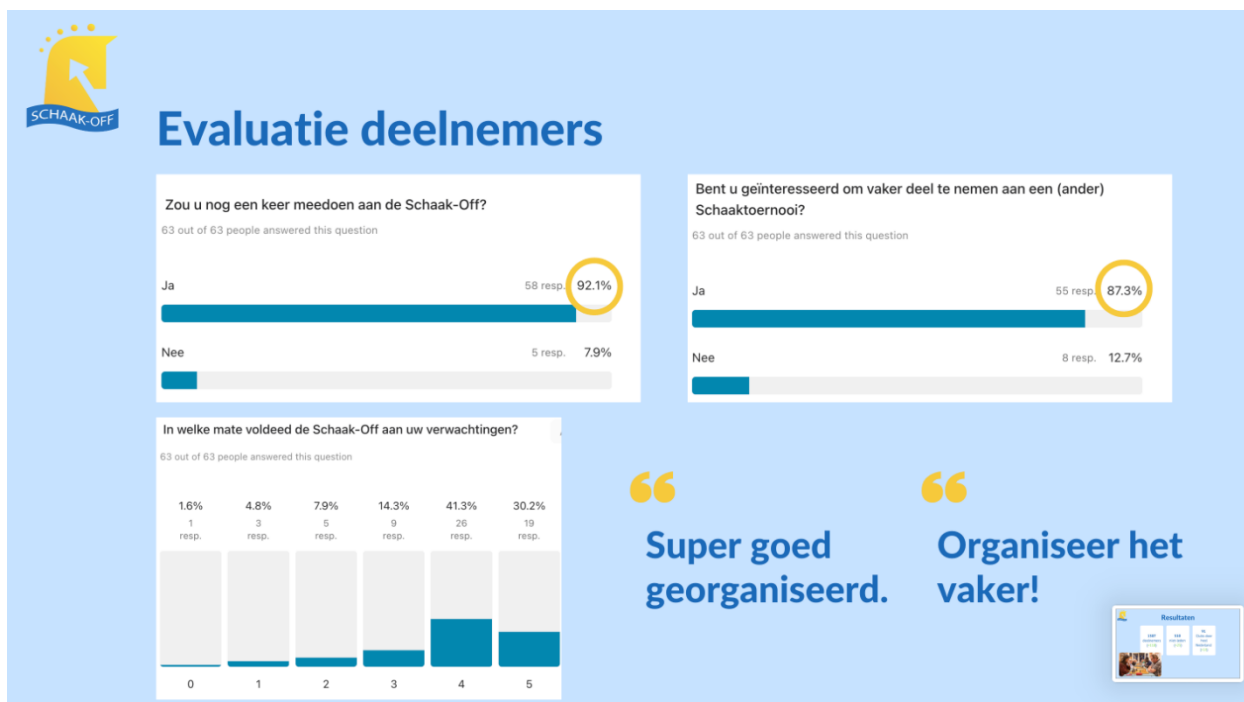 SCHAAK-OFF
Evaluatie deelnemers
Zou u nog een keer meedoen aan de Schaak-Off?
63 out of 63 people answered this question
Ja 58 resp. 92.1%
Nee 5 resp. 7.9%
Bent u geïnteresseerd om vaker deel te nemen aan een (ander)
Schaaktoernooi?
63 out of 63 people answered this question
Ja 55 resp. 87.3%
Nee 8 resp. 12.7%
In welke mate voldeed de Schaak-Off aan uw verwachtingen?
63 out of 63 people answered this question
1.6% 4.8% 7.9% 14.3% 41.3% 30.2%
1 3 5 9 26 19
resp. resp. resp. resp. resp. resp.
0 1 2 3 4 5
“
Super goed
georganiseerd.
“
Organiseer het
vaker!
Resultaten